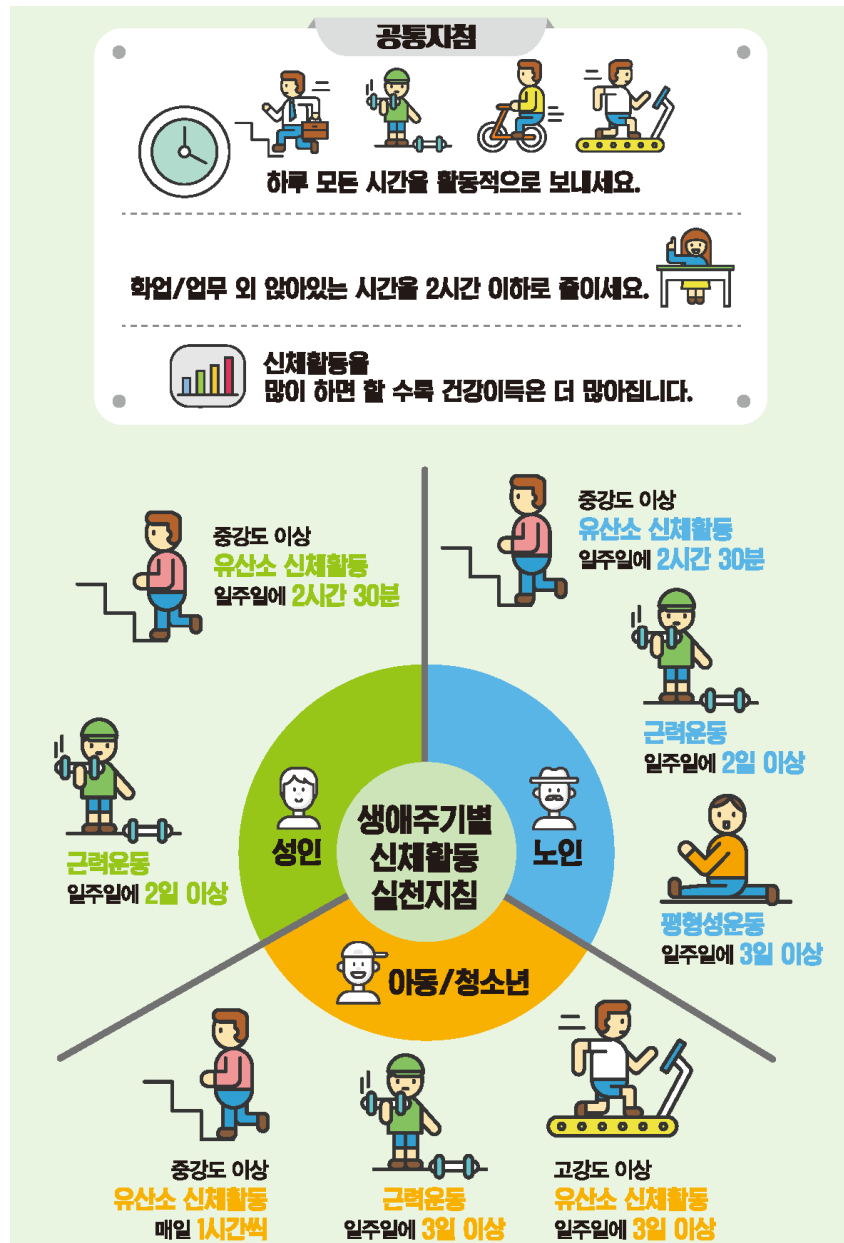 공통지침
하루 모든 시간을 활동적으로 보내세요.
학업/업무 외 앉아있는 시간을 2시간 이하로 줄이세요.
신체활동을
많이 하면 할 수록 건강이득은 더 많아집니다.
중강도 이상
유산소 신체활동
일주일에 2시간 30분
근력운동
일주일에 2일 이상
중강도 이상
유산소 신체활동
일주일에 2시간 30분
근력운동
일주일에 2일 이상
평형성운동
일주일에 3일 이상
생애주기별
신체활동
실천지침
성인
노인
아동/청소년
중강도 이상
유산소 신체활동
매일 1시간씩
근력운동
일주일에 3일 이상
고강도 이상
유산소 신체활동
일주일에 3일 이상